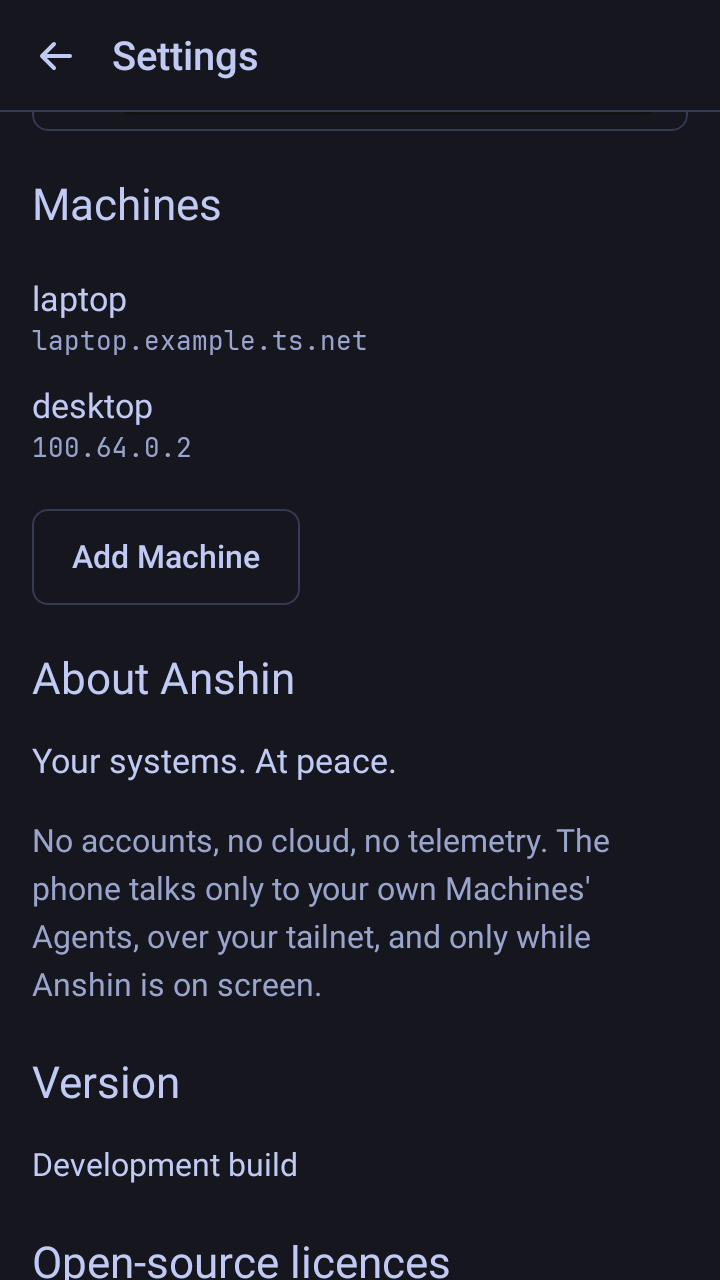 Settings
Machines
laptop
laptop.example.ts.net
desktop
100.64.0.2
Add Machine
About Anshin
Your systems. At peace.
No accounts, no cloud, no telemetry. The
phone talks only to your own Machines'
Agents, over your tailnet, and only while
Anshin is on screen.
Version
Development build
Open-source licences